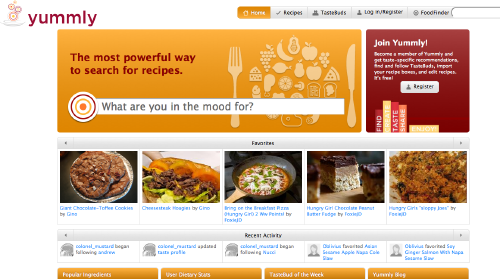 yummly
Home
Recipes
TasteBuds
Log in/Register
FoodFinder
The most powerful way
to search for recipes.
What are you in the mood for?
Join Yummly!
Become a member of Yummly and
get taste-specific recommendations,
find and follow TasteBuds, import
your recipe boxes, and edit recipes.
It's free!
Register
FIND
CREATE
TASTE
SHARE
ENJOY
Favorites
Giant Chocolate-Toffee Cookies
by Gino
Cheesesteak Hoagies by Gino
Bring on the Breakfast Pizza
(Hungry Girl) 2 Ww Points! by
FoxieJD
Hungry Girl Chocolate Peanut
Butter Fudge by FoxieJD
Hungry Girl's "sloppy Joes" by
FoxieJD
Recent Activity
colonel_mustard began
following andrew
colonel_mustard updated
taste profile
colonel_mustard began
following
Oblivus favorited Asian
Sesame Apple Napa Cole
Slaw
Oblivus favorited Soy
Ginger Salmon With Napa
Sesame Slaw
Popular Ingredients
User Dietary Stats
TasteBud of the Week
Yummly Blog